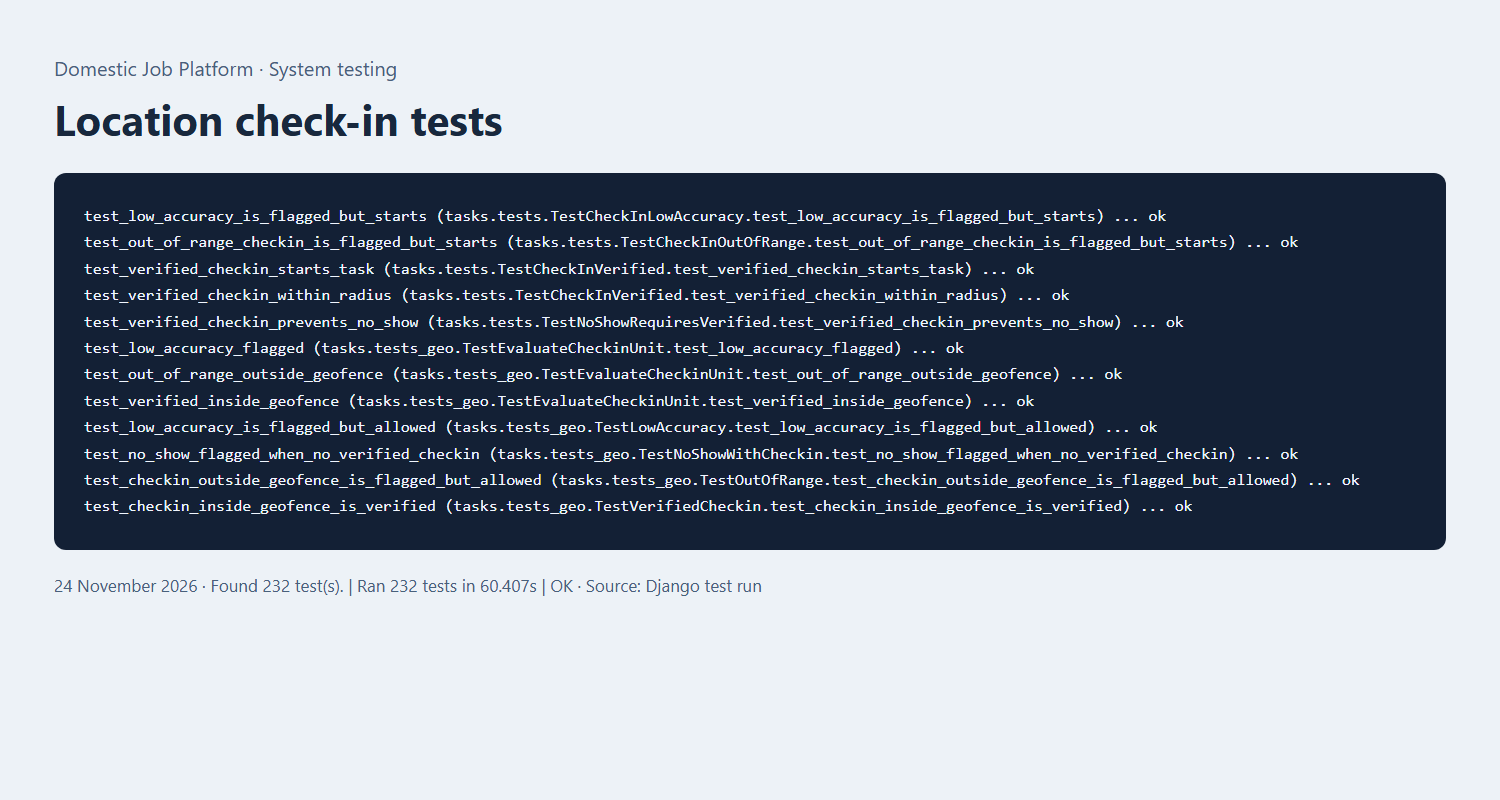 Domestic Job Platform · System testing
Location check-in tests
test_low_accuracy_is_flagged_but_starts (tasks.tests.TestCheckInLowAccuracy.test_low_accuracy_is_flagged_but_starts) ... ok
test_out_of_range_checkin_is_flagged_but_starts (tasks.tests.TestCheckInOutOfRange.test_out_of_range_checkin_is_flagged_but_starts) ... ok
test_verified_checkin_starts_task (tasks.tests.TestCheckInVerified.test_verified_checkin_starts_task) ... ok
test_verified_checkin_within_radius (tasks.tests.TestCheckInVerified.test_verified_checkin_within_radius) ... ok
test_verified_checkin_prevents_no_show (tasks.tests.TestNoShowRequiresVerified.test_verified_checkin_prevents_no_show) ... ok
test_low_accuracy_flagged (tasks.tests_geo.TestEvaluateCheckinUnit.test_low_accuracy_flagged) ... ok
test_out_of_range_outside_geofence (tasks.tests_geo.TestEvaluateCheckinUnit.test_out_of_range_outside_geofence) ... ok
test_verified_inside_geofence (tasks.tests_geo.TestEvaluateCheckinUnit.test_verified_inside_geofence) ... ok
test_low_accuracy_is_flagged_but_allowed (tasks.tests_geo.TestLowAccuracy.test_low_accuracy_is_flagged_but_allowed) ... ok
test_no_show_flagged_when_no_verified_checkin (tasks.tests_geo.TestNoShowWithCheckin.test_no_show_flagged_when_no_verified_checkin) ... ok
test_checkin_outside_geofence_is_flagged_but_allowed (tasks.tests_geo.TestOutOfRange.test_checkin_outside_geofence_is_flagged_but_allowed) ... ok
test_checkin_inside_geofence_is_verified (tasks.tests_geo.TestVerifiedCheckin.test_checkin_inside_geofence_is_verified) ... ok
24 November 2026 · Found 232 test(s). | Ran 232 tests in 60.407s | OK · Source: Django test run